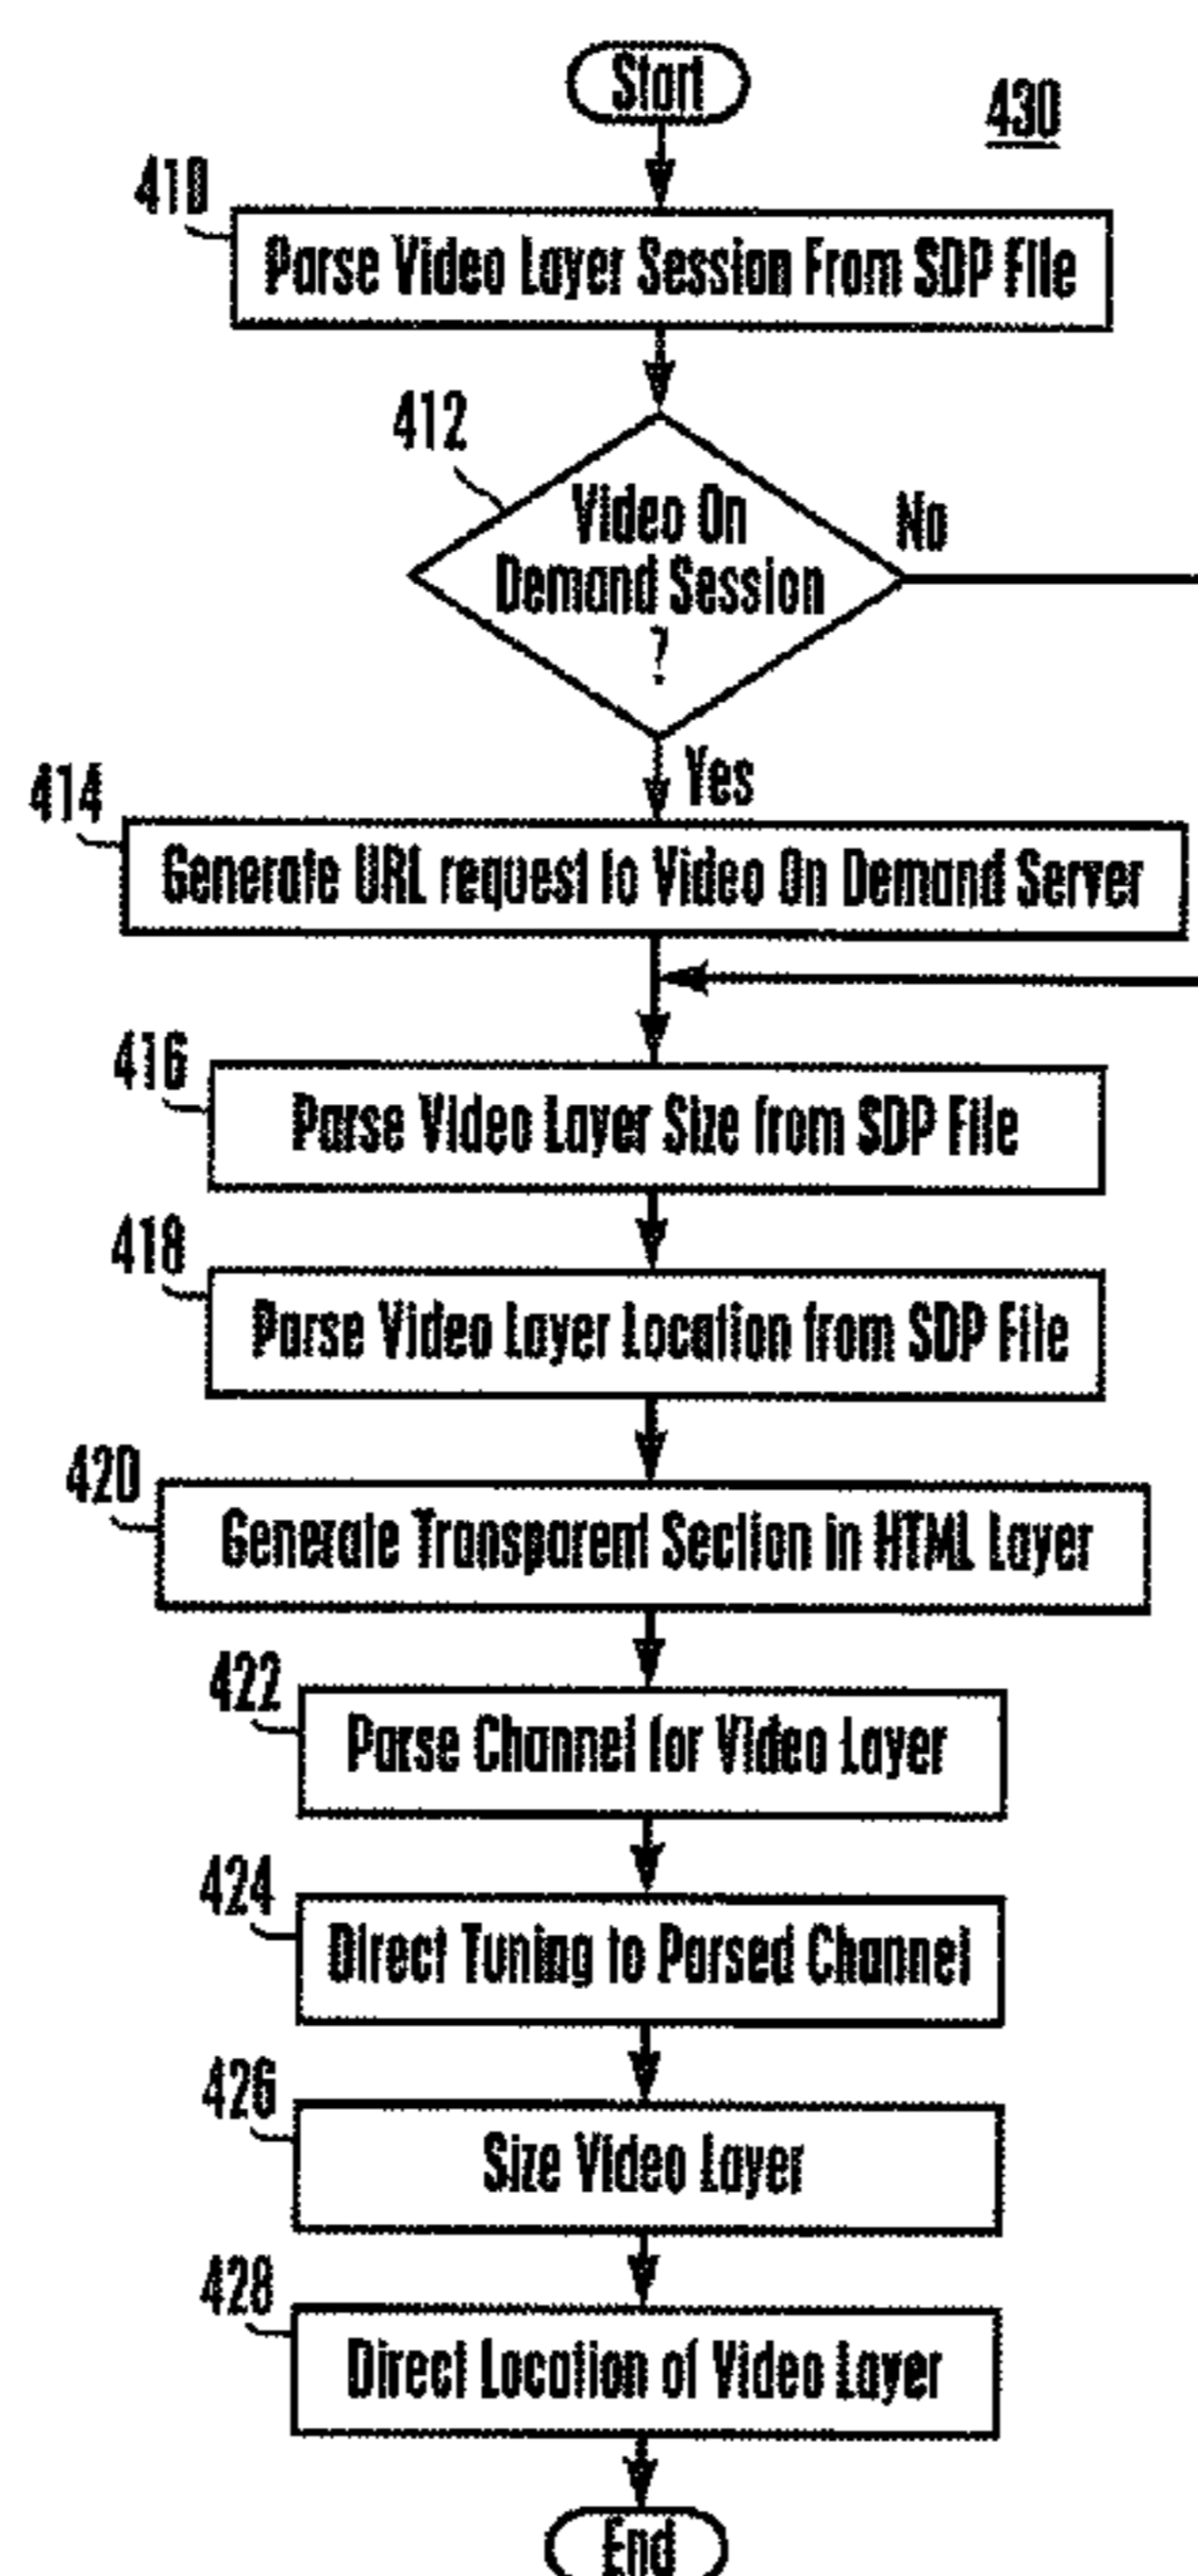 Start
430
410
Parse Video Layer Session From SDP File
412
Video On
Demand Session
?
No
Yes
414
Generate URL request to Video On Demand Server
416
Parse Video Layer Size from SDP File
418
Parse Video Layer Location from SDP File
420
Generate Transparent Section in HTML Layer
422
Parse Channel for Video Layer
424
Direct Tuning to Parsed Channel
426
Size Video Layer
428
Direct Location of Video Layer
End